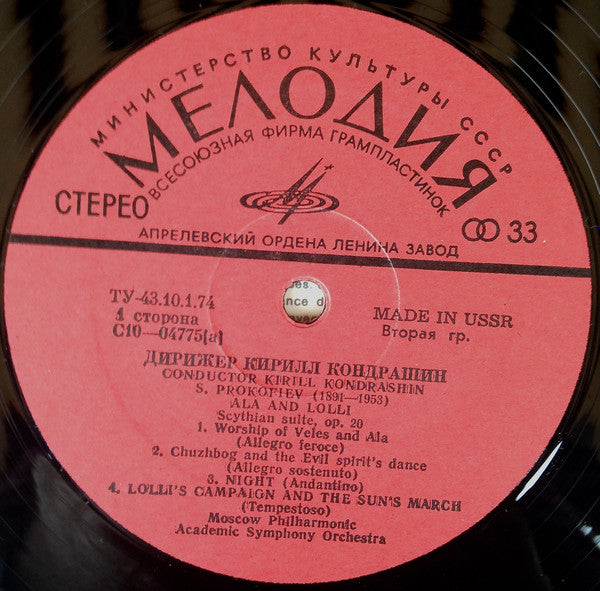 МИНИСТЕРСТВО КУЛЬТУРЫ СССР
МЕЛОДИЯ
ВСЕСОЮЗНАЯ ФИРМА ГРАМПЛАСТИНОК
СТЕРЕО
33
АПРЕЛЕВСКИЙ ОРДЕНА ЛЕНИНА ЗАВОД
ТУ-43.10.1.74
1 сторона
С10—04775(а)
MADE IN USSR
Вторая гр.
nce d
ДИРИЖЕР КИРИЛЛ КОНДРАШИН
CONDUCTOR KIRILL KONDRASHIN
S. PROKOFIEV (1891—1953)
ALA AND LOLLI
Scythian suite, op. 20
1. Worship of Veles and Ala
(Allegro feroce)
2. Chuzhbog and the Evil spirit's dance
(Allegro sostenuto)
3. NIGHT (Andantino)
4. LOLLI'S CAMPAIGN AND THE SUN'S MARCH
(Tempestoso)
Moscow Philharmonic
Academic Symphony Orchestra